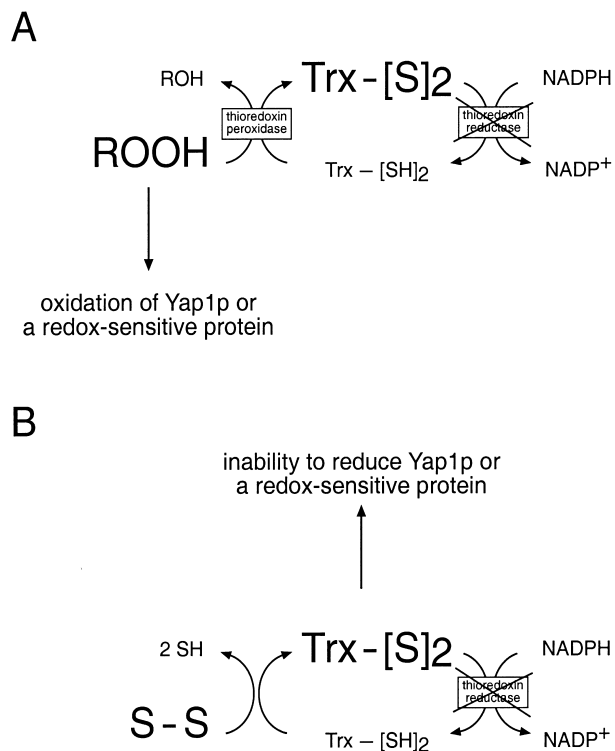 A
ROH
Trx – [S]2
NADPH
thioredoxin
peroxidase
thioredoxin
reductase
ROOH
Trx – [SH]2
NADP+
oxidation of Yap1p or
a redox-sensitive protein
B
inability to reduce Yap1p or
a redox-sensitive protein
2 SH
Trx – [S]2
NADPH
thioredoxin
reductase
S – S
Trx – [SH]2
NADP+